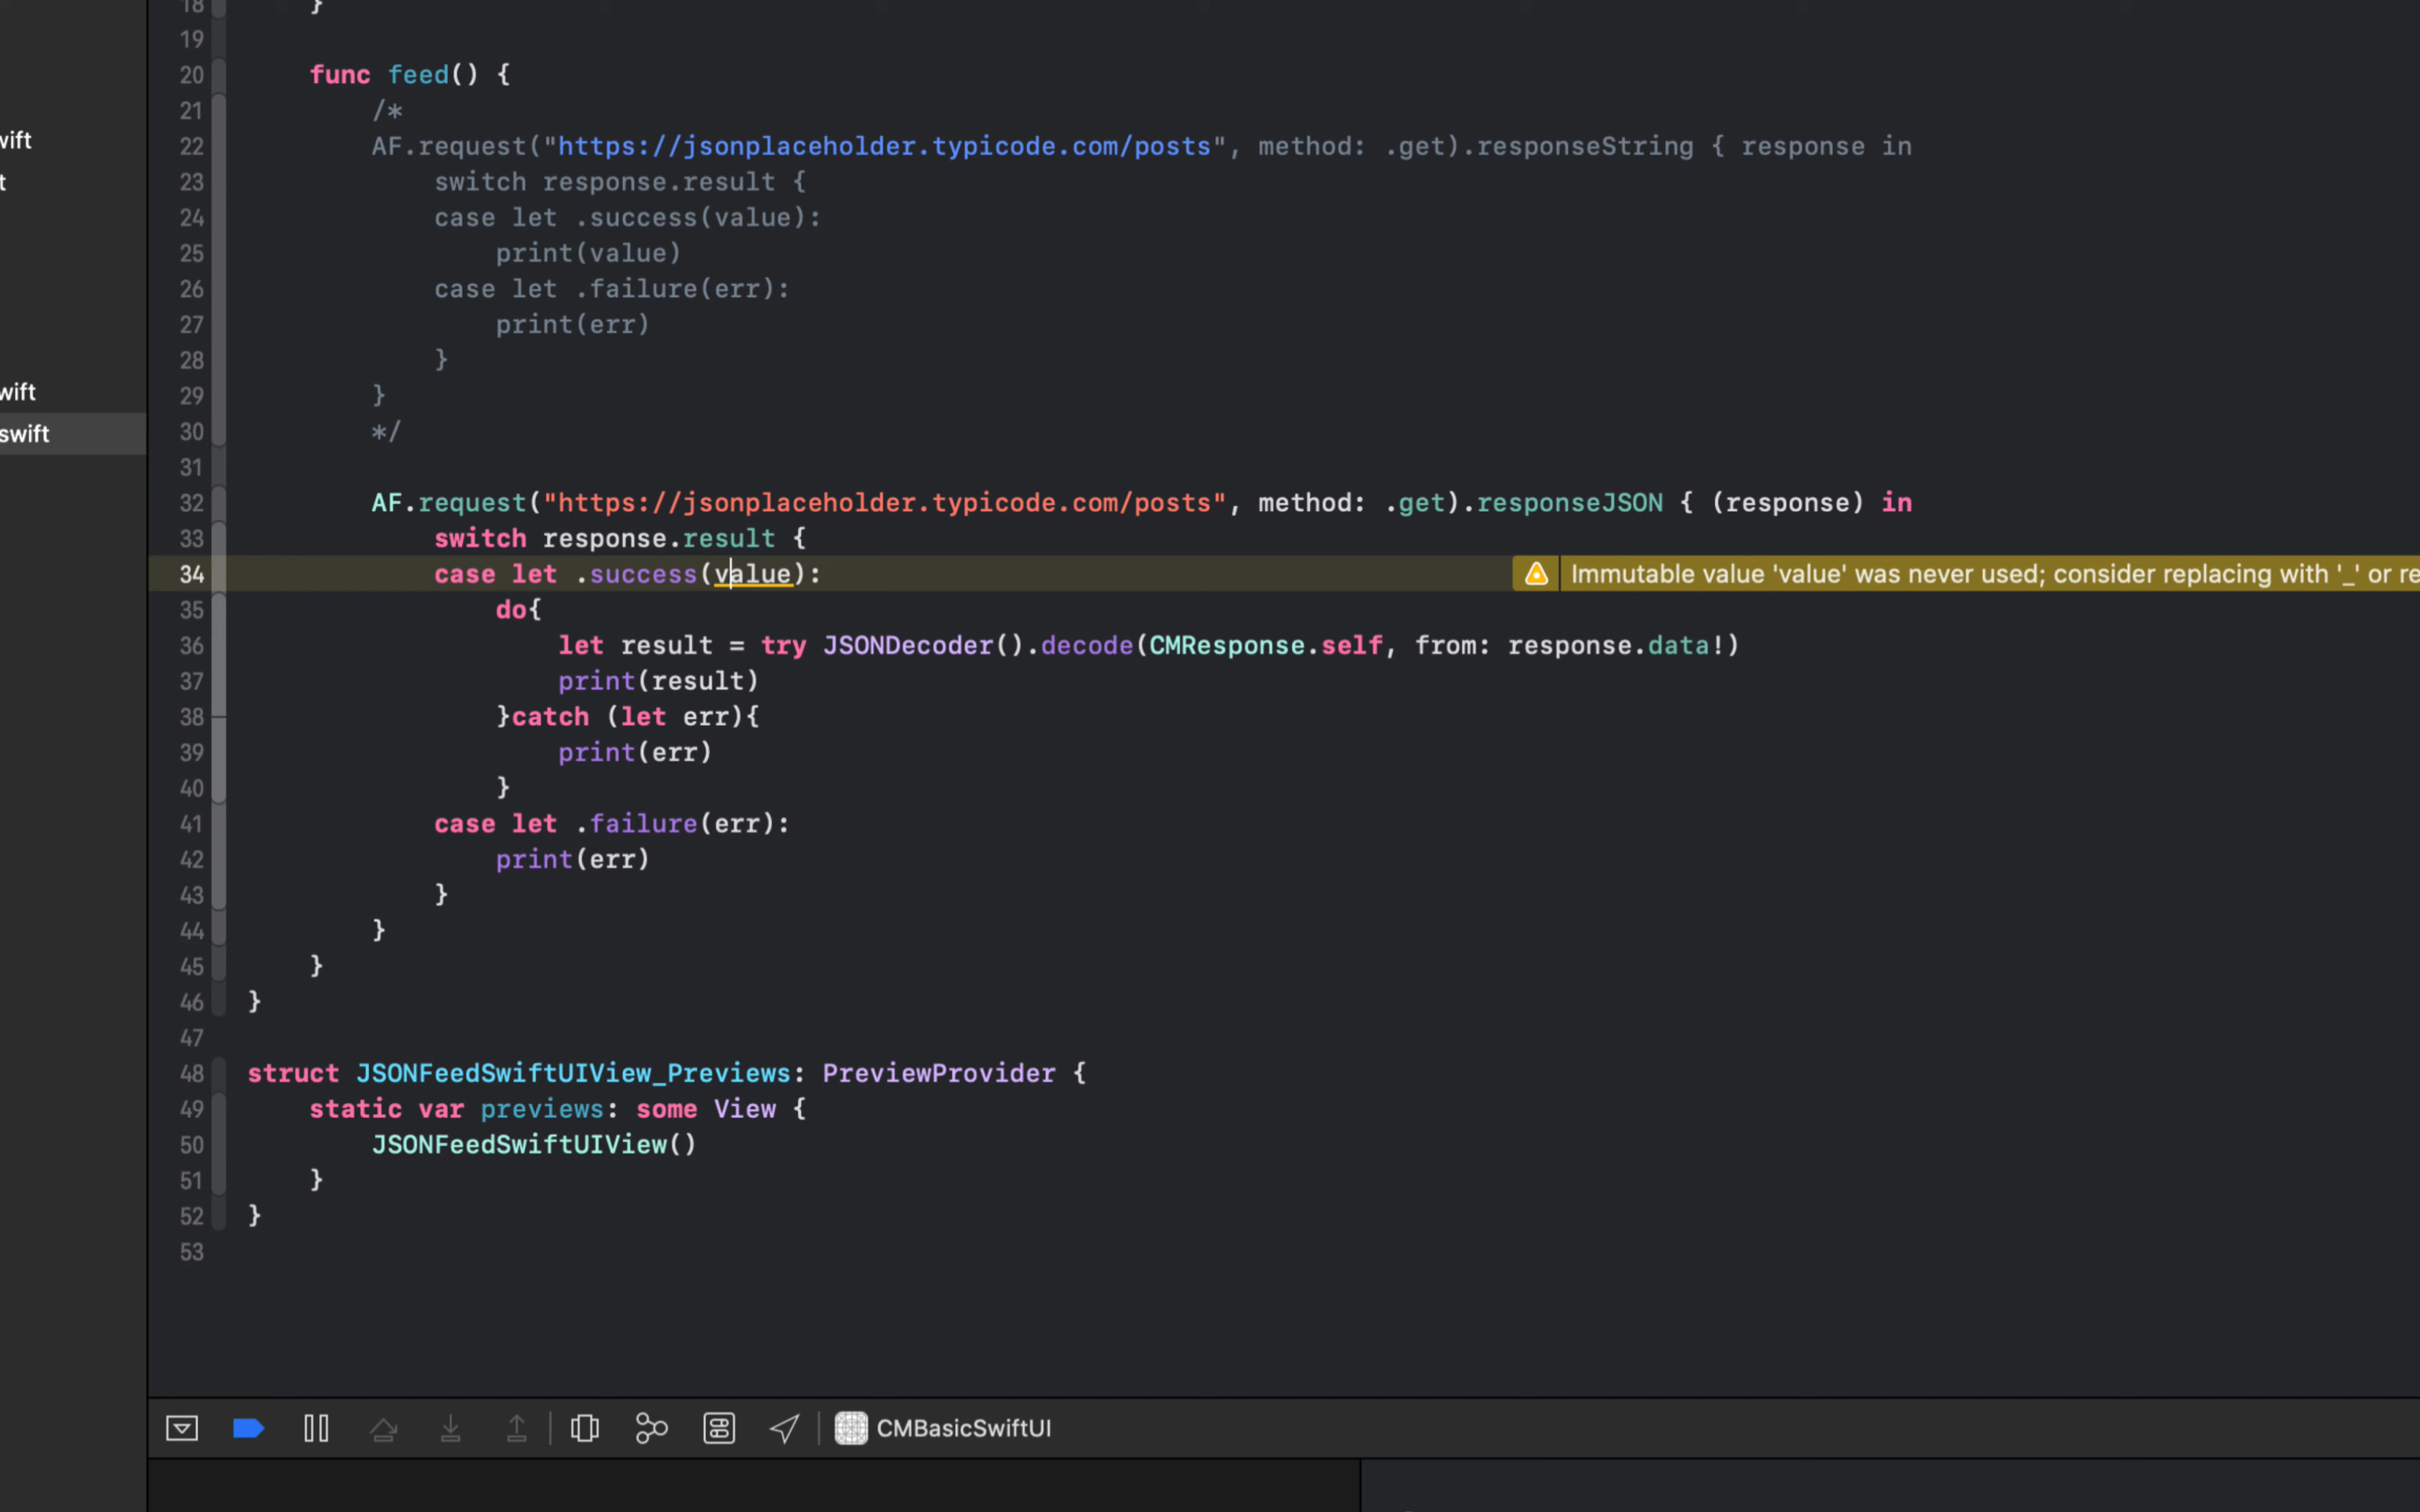 18 }
19
20 func feed() {
21 /*
22 AF.request("https://jsonplaceholder.typicode.com/posts", method: .get).responseString { response in
wift
t
23 switch response.result {
24 case let .success(value):
25 print(value)
26 case let .failure(err):
27 print(err)
28 }
29 }
wift
30 */
swift
31
32 AF.request("https://jsonplaceholder.typicode.com/posts", method: .get).responseJSON { (response) in
33 switch response.result {
34 case let .success(value): Immutable value 'value' was never used; consider replacing with '_' or re
35 do{
36 let result = try JSONDecoder().decode(CMResponse.self, from: response.data!)
37 print(result)
38 }catch (let err){
39 print(err)
40 }
41 case let .failure(err):
42 print(err)
43 }
44 }
45 }
46 }
47
48 struct JSONFeedSwiftUIView_Previews: PreviewProvider {
49 static var previews: some View {
50 JSONFeedSwiftUIView()
51 }
52 }
53
CMBasicSwiftUI